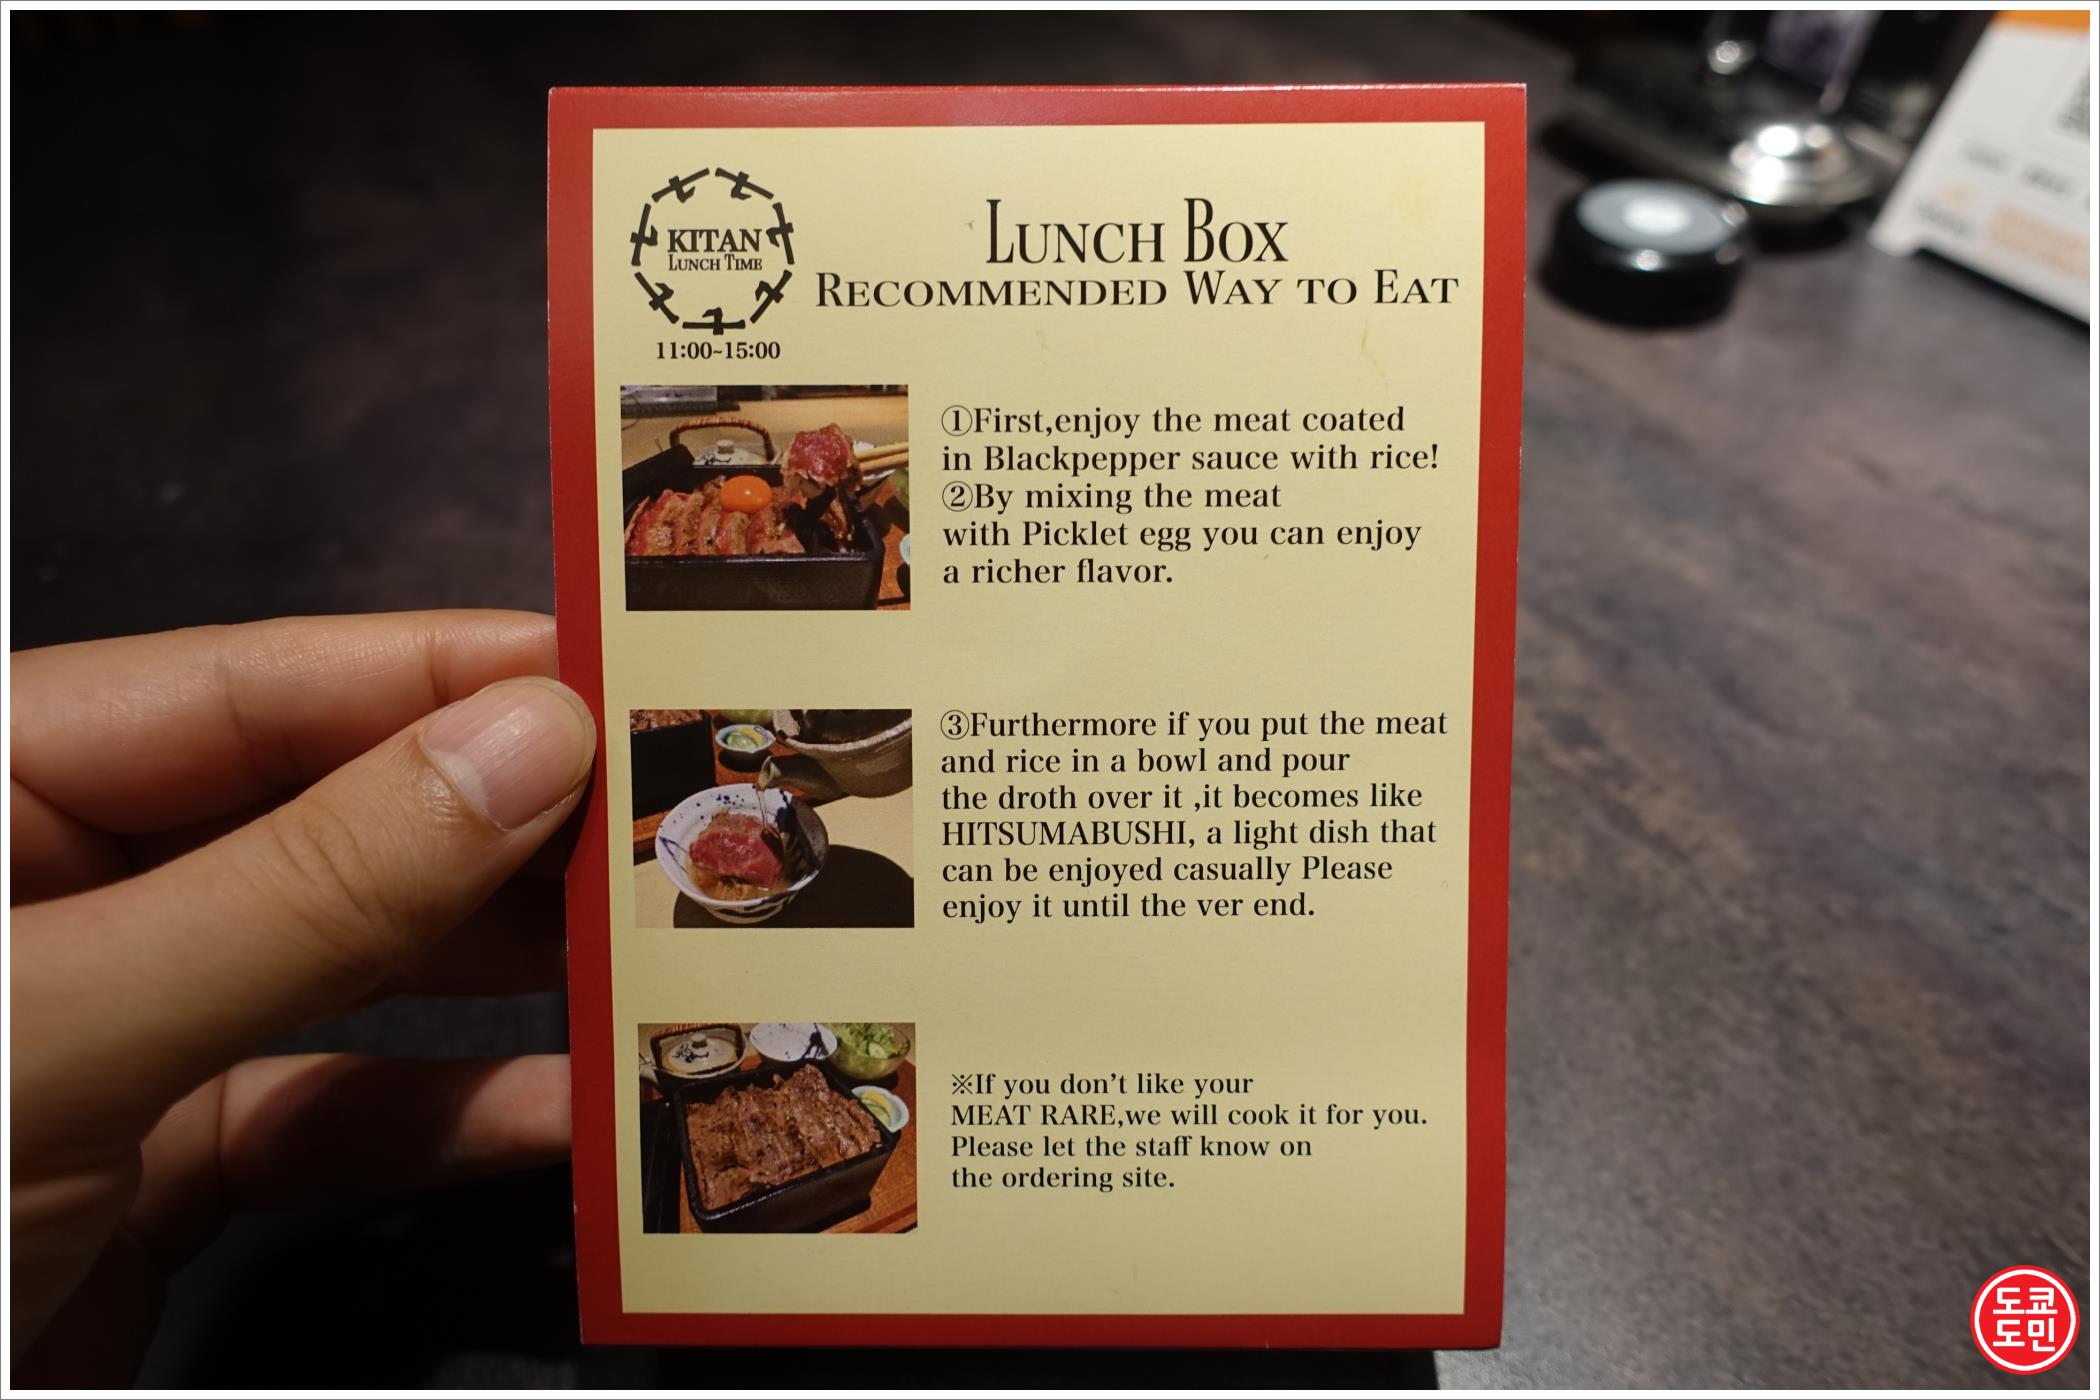 KITAN
LUNCH TIME
11:00~15:00
LUNCH BOX
RECOMMENDED WAY TO EAT
①First,enjoy the meat coated
in Blackpepper sauce with rice!
②By mixing the meat
with Picklet egg you can enjoy
a richer flavor.
③Furthermore if you put the meat
and rice in a bowl and pour
the droth over it ,it becomes like
HITSUMABUSHI, a light dish that
can be enjoyed casually Please
enjoy it until the ver end.
※If you don't like your
MEAT RARE,we will cook it for you.
Please let the staff know on
the ordering site.
도쿄
도민